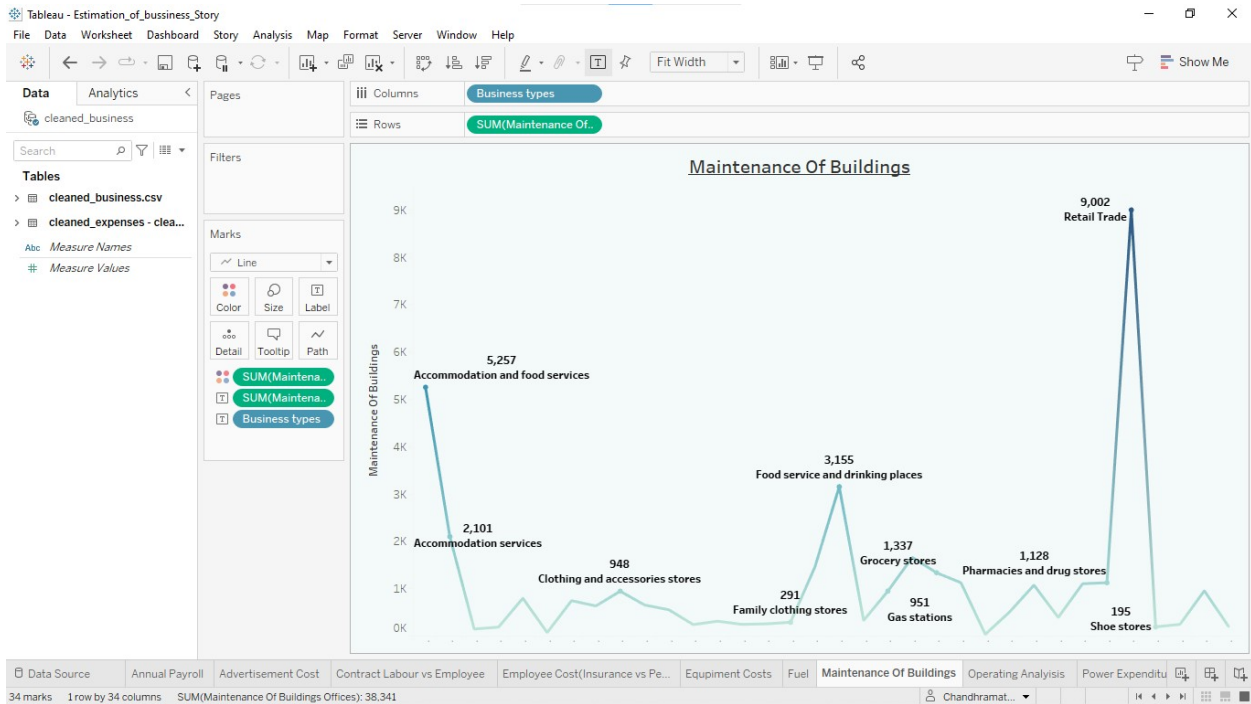 Tableau - Estimation_of_bussiness_Story
File Data Worksheet Dashboard Story Analysis Map Format Server Window Help
Fit Width
Show Me
Data Analytics
cleaned_business
Search
Tables
cleaned_business.csv
cleaned_expenses - clea...
Abc Measure Names
# Measure Values
Pages
Filters
Marks
Line
Color Size Label
Detail Tooltip Path
SUM(Maintena..
SUM(Maintena..
Business types
Columns Business types
Rows SUM(Maintenance Of..
Maintenance Of Buildings
Maintenance Of Buildings
9K
8K
7K
6K
5K
4K
3K
2K
1K
0K
9,002
Retail Trade
5,257
Accommodation and food services
3,155
Food service and drinking places
2,101
Accommodation services
948
Clothing and accessories stores
291
Family clothing stores
1,337
Grocery stores
951
Gas stations
1,128
Pharmacies and drug stores
195
Shoe stores
Data Source Annual Payroll Advertisement Cost Contract Labour vs Employee Employee Cost(Insurance vs Pe... Equpiment Costs Fuel Maintenance Of Buildings Operating Analyisis Power Expenditu
34 marks 1 row by 34 columns SUM(Maintenance Of Buildings Offices): 38,341 Chandhramat...